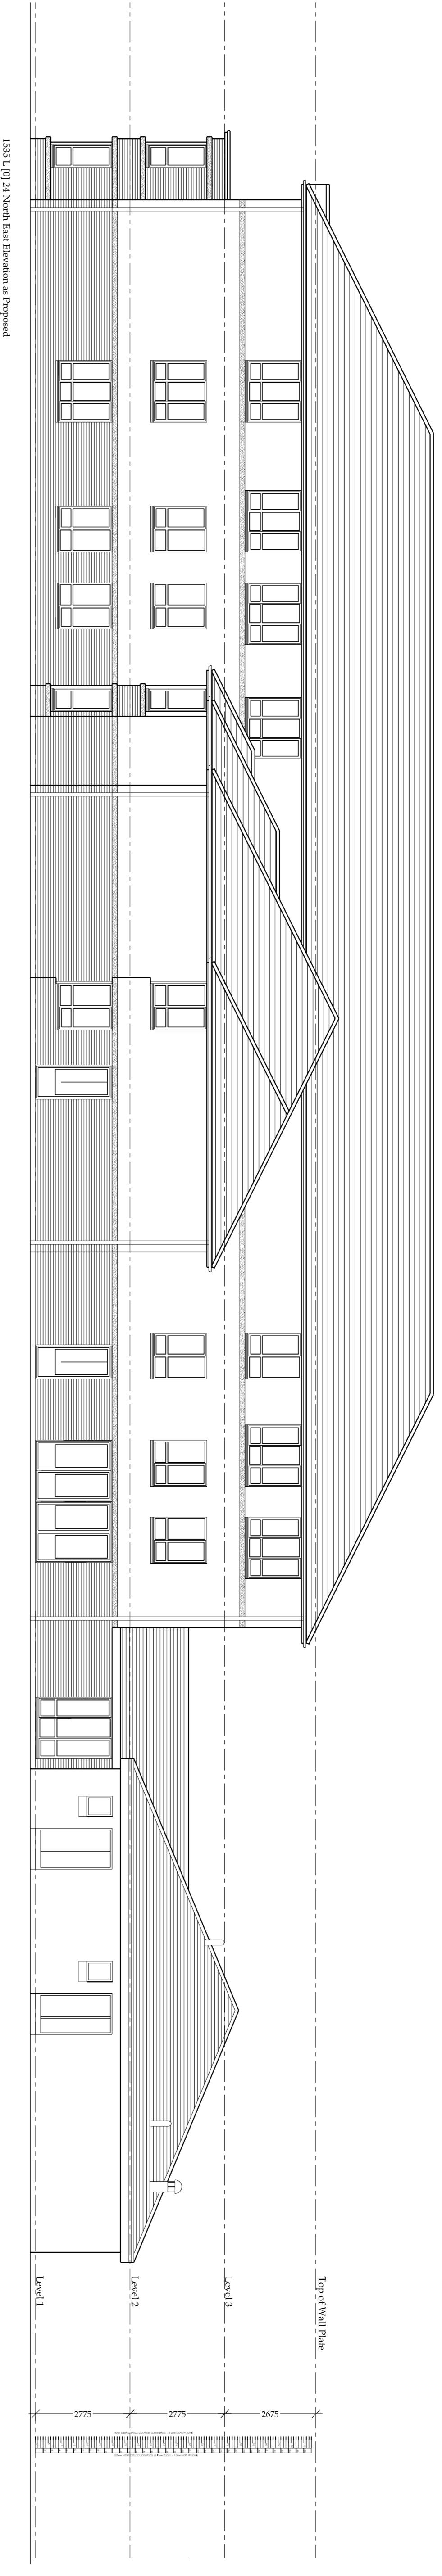 1535 L [0] 24 North East Elevation as Proposed
Top of Wall Plate
Level 3
Level 2
Level 1
2675
2775
2775